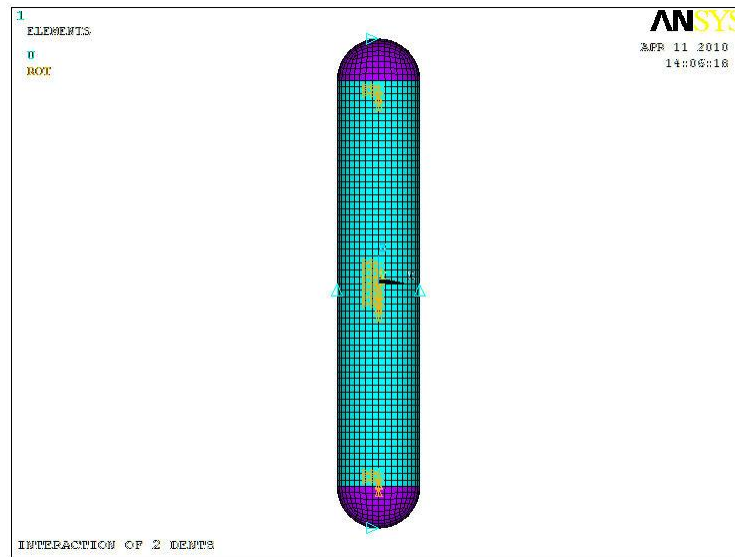 1
ELEMENTS
U
ROT
ANSYS
APR 11 2010
14:06:18
INTERACTION OF 2 DENTS